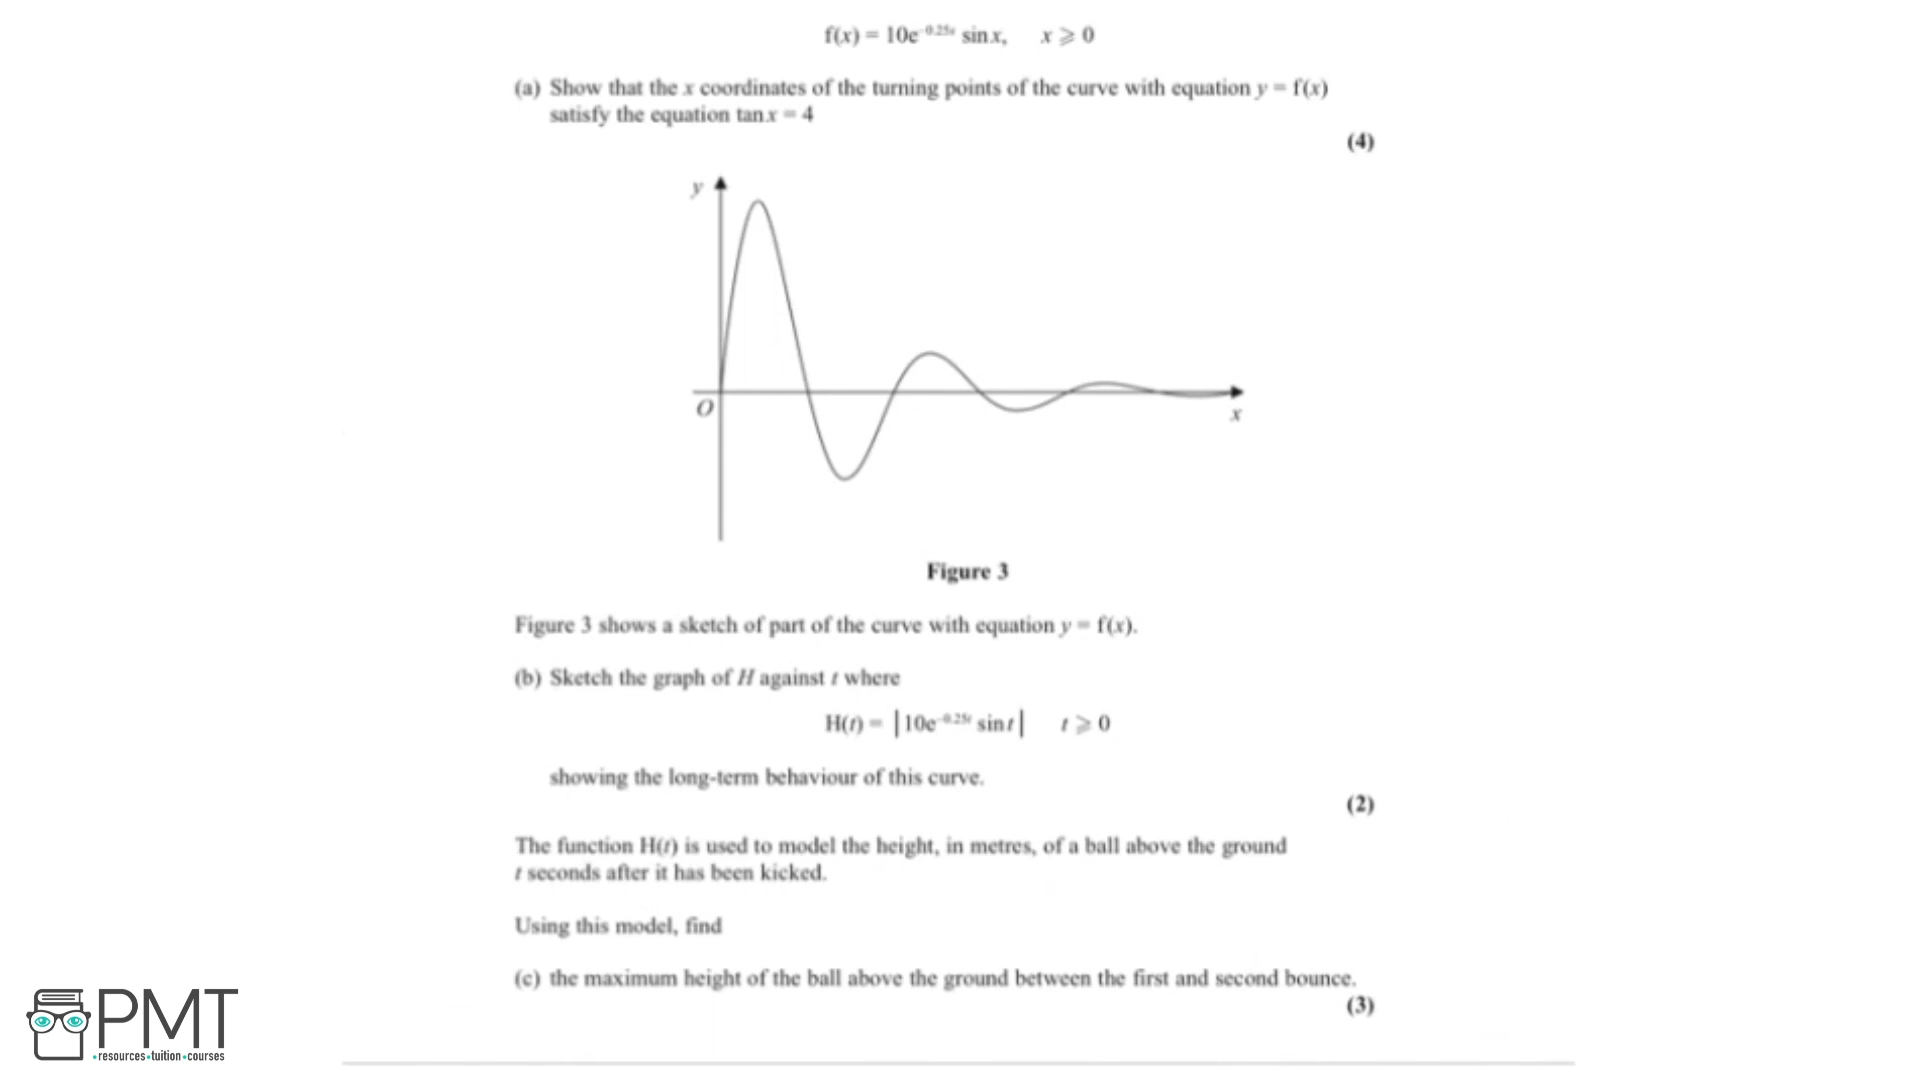 f(x) = 10e^-0.25x sin x,    x ⩾ 0
(a) Show that the x coordinates of the turning points of the curve with equation y = f(x)
satisfy the equation tan x = 4
(4)
y
O
x
Figure 3
Figure 3 shows a sketch of part of the curve with equation y = f(x).
(b) Sketch the graph of H against t where
H(t) = |10e^-0.25t sin t|    t ⩾ 0
showing the long-term behaviour of this curve.
(2)
The function H(t) is used to model the height, in metres, of a ball above the ground
t seconds after it has been kicked.
Using this model, find
(c) the maximum height of the ball above the ground between the first and second bounce.
(3)
PMT
•resources•tuition•courses